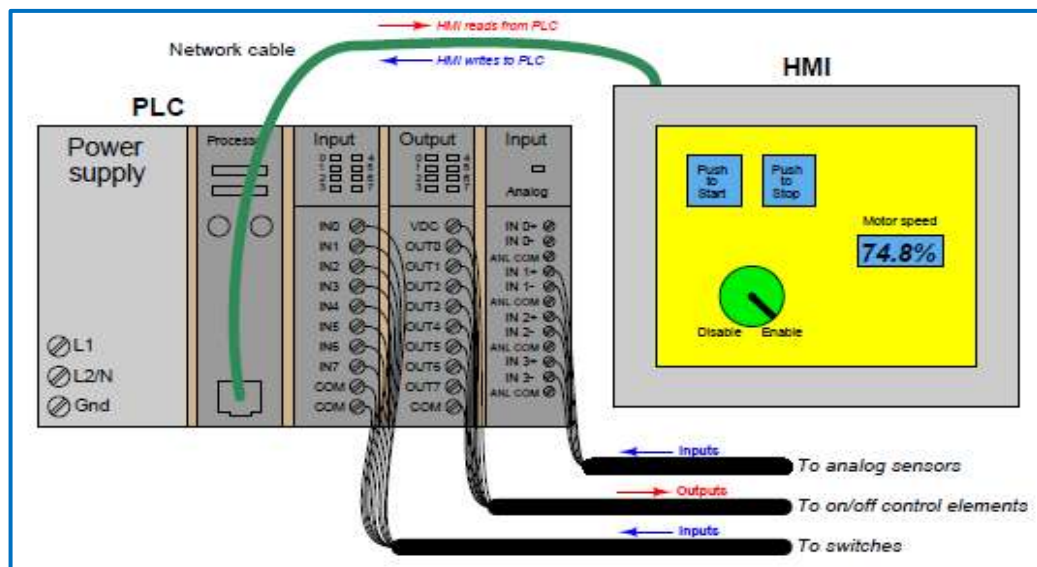 HMI reads from PLC
Network cable
HMI writes to PLC
HMI
PLC
Power
supply
L1
L2/N
Gnd
Processor
Input
0 4
1 5
2 6
3 7
IN0
IN1
IN2
IN3
IN4
IN5
IN6
IN7
COM
COM
Output
0 4
1 5
2 6
3 7
VDC
OUT0
OUT1
OUT2
OUT3
OUT4
OUT5
OUT6
OUT7
COM
Input
Analog
IN 0+
IN 0-
ANL COM
IN 1+
IN 1-
ANL COM
IN 2+
IN 2-
ANL COM
IN 3+
IN 3-
ANL COM
Push
to
Start
Push
to
Stop
Motor speed
74.8%
Disable Enable
Inputs
To analog sensors
Outputs
To on/off control elements
Inputs
To switches